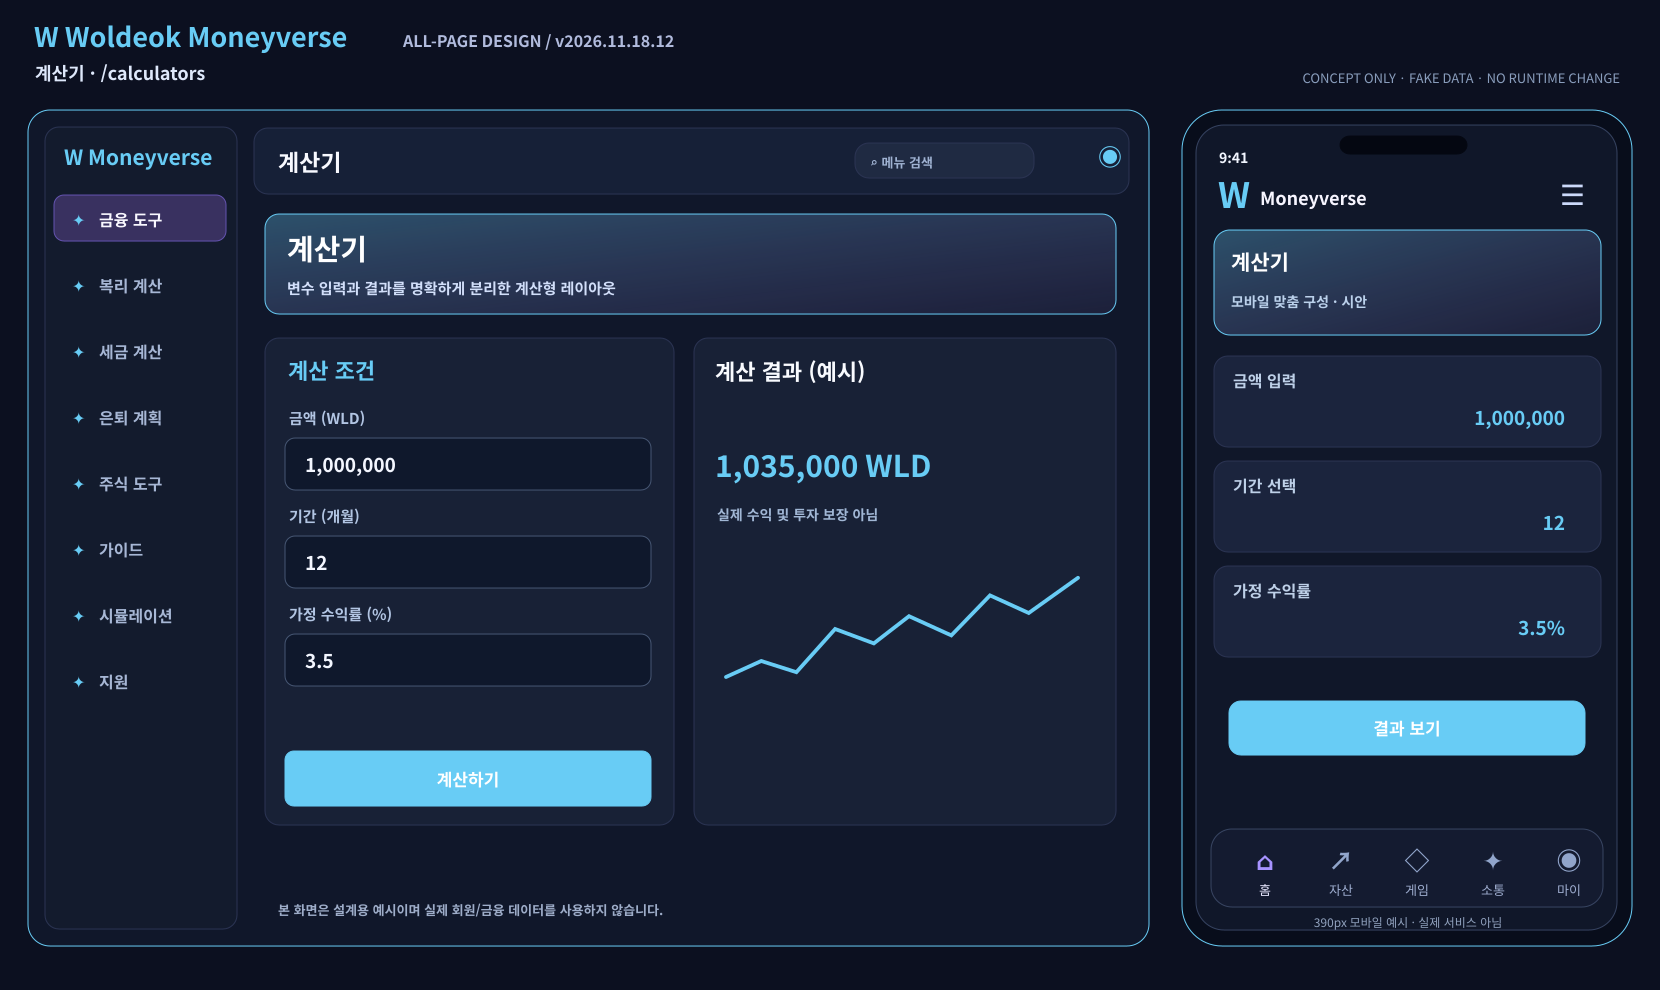 W Woldeok Moneyverse
ALL-PAGE DESIGN / v2026.11.18.12
계산기 · /calculators
CONCEPT ONLY · FAKE DATA · NO RUNTIME CHANGE
W Moneyverse
금융 도구
복리 계산
세금 계산
은퇴 계획
주식 도구
가이드
시뮬레이션
지원
계산기
메뉴 검색
계산기
변수 입력과 결과를 명확하게 분리한 계산형 레이아웃
계산 조건
금액 (WLD)
1,000,000
기간 (개월)
12
가정 수익률 (%)
3.5
계산하기
계산 결과 (예시)
1,035,000 WLD
실제 수익 및 투자 보장 아님
본 화면은 설계용 예시이며 실제 회원/금융 데이터를 사용하지 않습니다.
9:41
W Moneyverse
계산기
모바일 맞춤 구성 · 시안
금액 입력
1,000,000
기간 선택
12
가정 수익률
3.5%
결과 보기
홈
자산
게임
소통
마이
390px 모바일 예시 · 실제 서비스 아님